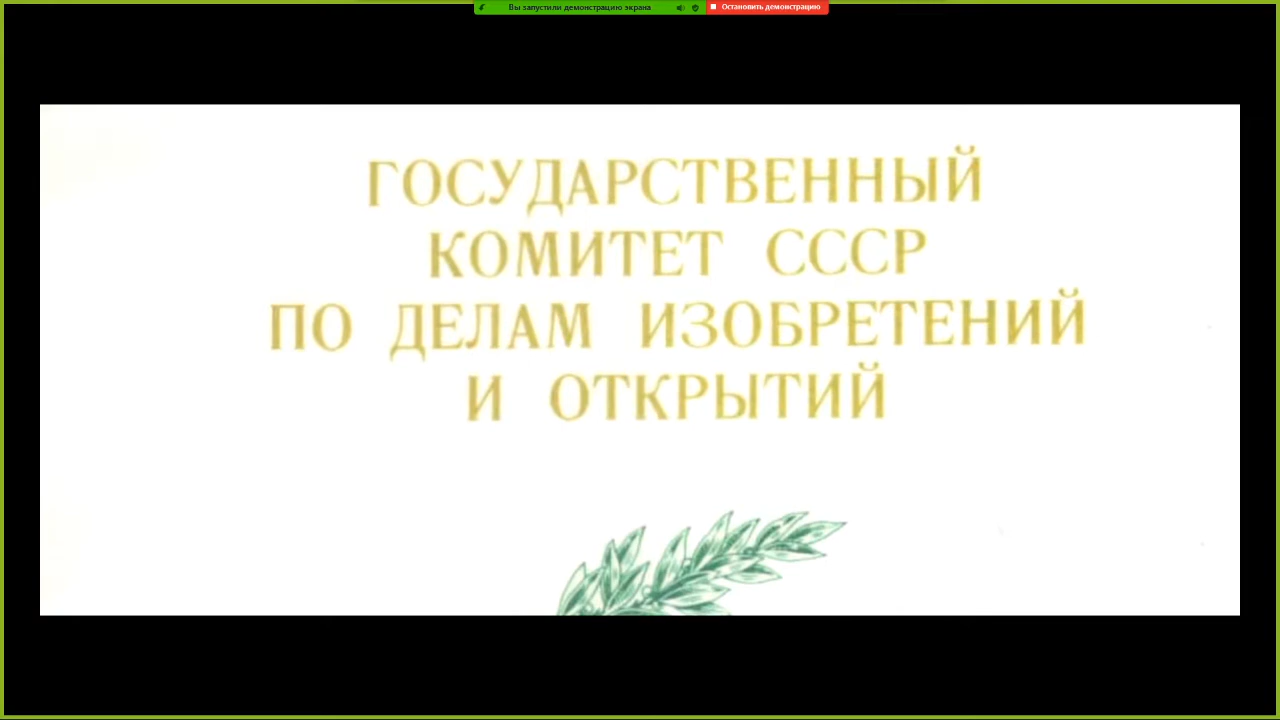 Вы запустили демонстрацию экрана
Остановить демонстрацию
ГОСУДАРСТВЕННЫЙ
КОМИТЕТ СССР
ПО ДЕЛАМ ИЗОБРЕТЕНИЙ
И ОТКРЫТИЙ